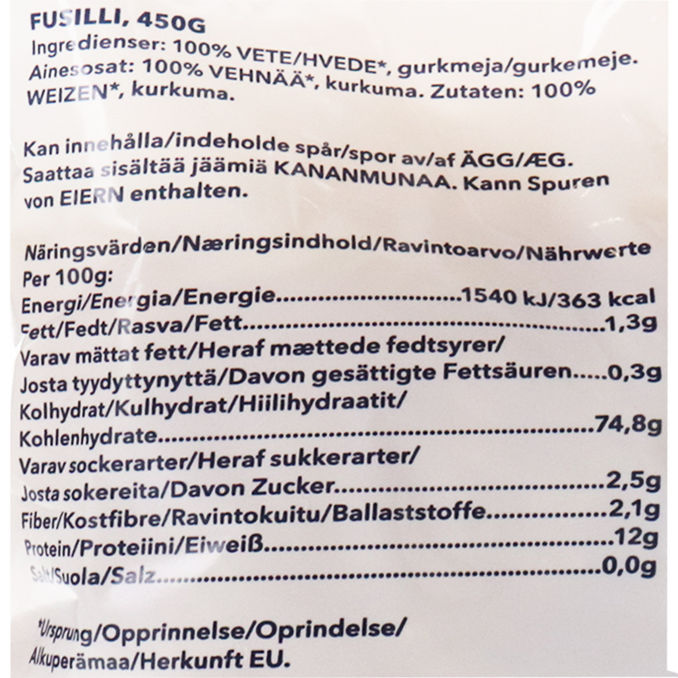 FUSILLI, 450G
Ingredienser: 100% VETE/HVEDE*, gurkmeja/gurkemeje.
Ainesosat: 100% VEHNÄÄ*, kurkuma. Zutaten: 100%
WEIZEN*, kurkuma.
Kan innehålla/indeholde spår/spor av/af ÄGG/ÆG.
Saattaa sisältää jäämiä KANANMUNAA. Kann Spuren
von EIERN enthalten.
Näringsvärden/Næringsindhold/Ravintoarvo/Nährwerte
Per 100g:
Energi/Energia/Energie............................1540 kJ/363 kcal
Fett/Fedt/Rasva/Fett......................................................1,3g
Varav mättat fett/Heraf mættede fedtsyrer/
Josta tyydyttynyttä/Davon gesättigte Fettsäuren.....0,3g
Kolhydrat/Kulhydrat/Hiilihydraatit/
Kohlenhydrate................................................................74,8g
Varav sockerarter/Heraf sukkerarter/
Josta sokereita/Davon Zucker........................................2,5g
Fiber/Kostfibre/Ravintokuitu/Ballaststoffe..................2,1g
Protein/Proteiini/Eiweiß....................................................12g
Salt/Suola/Salz..................................................................0,0g
*Ursprung/Opprinnelse/Oprindelse/
Alkuperämaa/Herkunft EU.